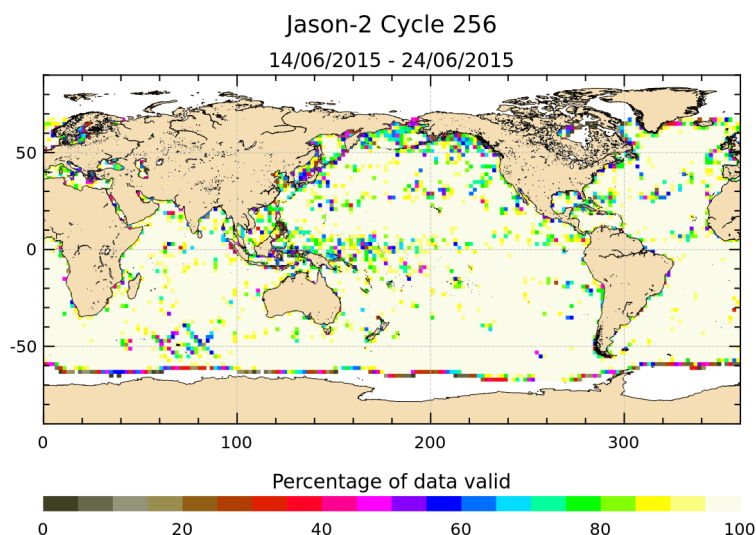 Jason-2 Cycle 256
14/06/2015 - 24/06/2015
50
0
-50
0 100 200 300
Percentage of data valid
0 20 40 60 80 100